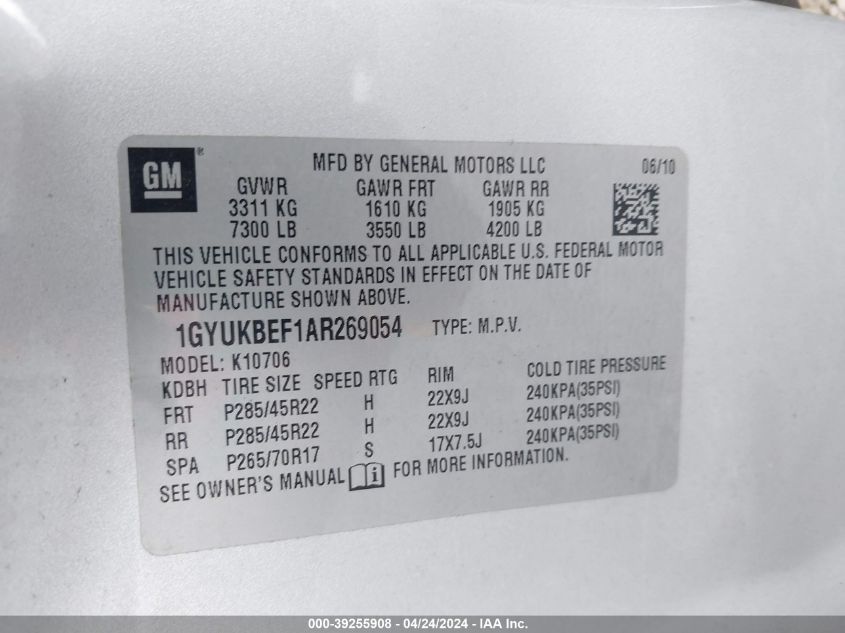 GM ®
MFD BY GENERAL MOTORS LLC 06/10
GVWR GAWR FRT GAWR RR
3311 KG 1610 KG 1905 KG
7300 LB 3550 LB 4200 LB
THIS VEHICLE CONFORMS TO ALL APPLICABLE U.S. FEDERAL MOTOR
VEHICLE SAFETY STANDARDS IN EFFECT ON THE DATE OF
MANUFACTURE SHOWN ABOVE.
1GYUKBEF1AR269054 TYPE: M.P.V.
MODEL: K10706
KDBH TIRE SIZE SPEED RTG RIM COLD TIRE PRESSURE
FRT P285/45R22 H 22X9J 240KPA(35PSI)
RR P285/45R22 H 22X9J 240KPA(35PSI)
SPA P265/70R17 S 17X7.5J 240KPA(35PSI)
SEE OWNER'S MANUAL i FOR MORE INFORMATION.
000-39255908 - 04/24/2024 - IAA Inc.